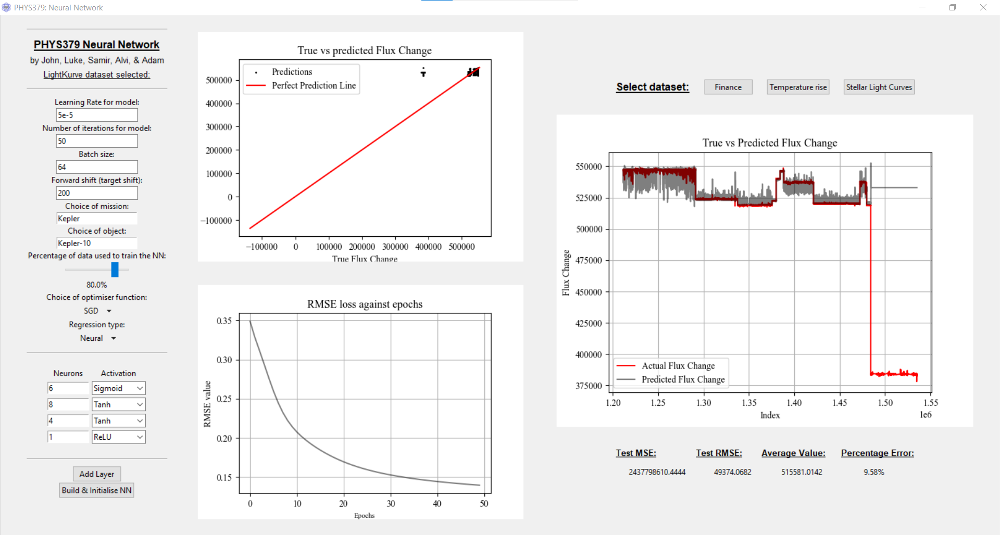 PHYS379: Neural Network
PHYS379 Neural Network
by John, Luke, Samir, Alvi, & Adam
LightKurve dataset selected:
Learning Rate for model:
5e-5
Number of iterations for model:
50
Batch size:
64
Forward shift (target shift):
200
Choice of mission:
Kepler
Choice of object:
Kepler-10
Percentage of data used to train the NN:
80.0%
Choice of optimiser function:
SGD
Regression type:
Neural
Neurons Activation
6 Sigmoid
8 Tanh
4 Tanh
1 ReLU
Add Layer
Build & Initialise NN
True vs predicted Flux Change
Predictions
Perfect Prediction Line
500000
400000
300000
200000
100000
0
−100000
−100000 0 100000 200000 300000 400000 500000
True Flux Change
RMSE loss against epochs
0.35
0.30
0.25
0.20
0.15
RMSE value
0 10 20 30 40 50
Epochs
Select dataset: Finance Temperature rise Stellar Light Curves
True vs Predicted Flux Change
550000
525000
500000
475000
450000
425000
400000
375000
Flux Change
Actual Flux Change
Predicted Flux Change
1.20 1.25 1.30 1.35 1.40 1.45 1.50 1.55
Index
1e6
Test MSE: Test RMSE: Average Value: Percentage Error:
2437798610.4444 49374.0682 515581.0142 9.58%